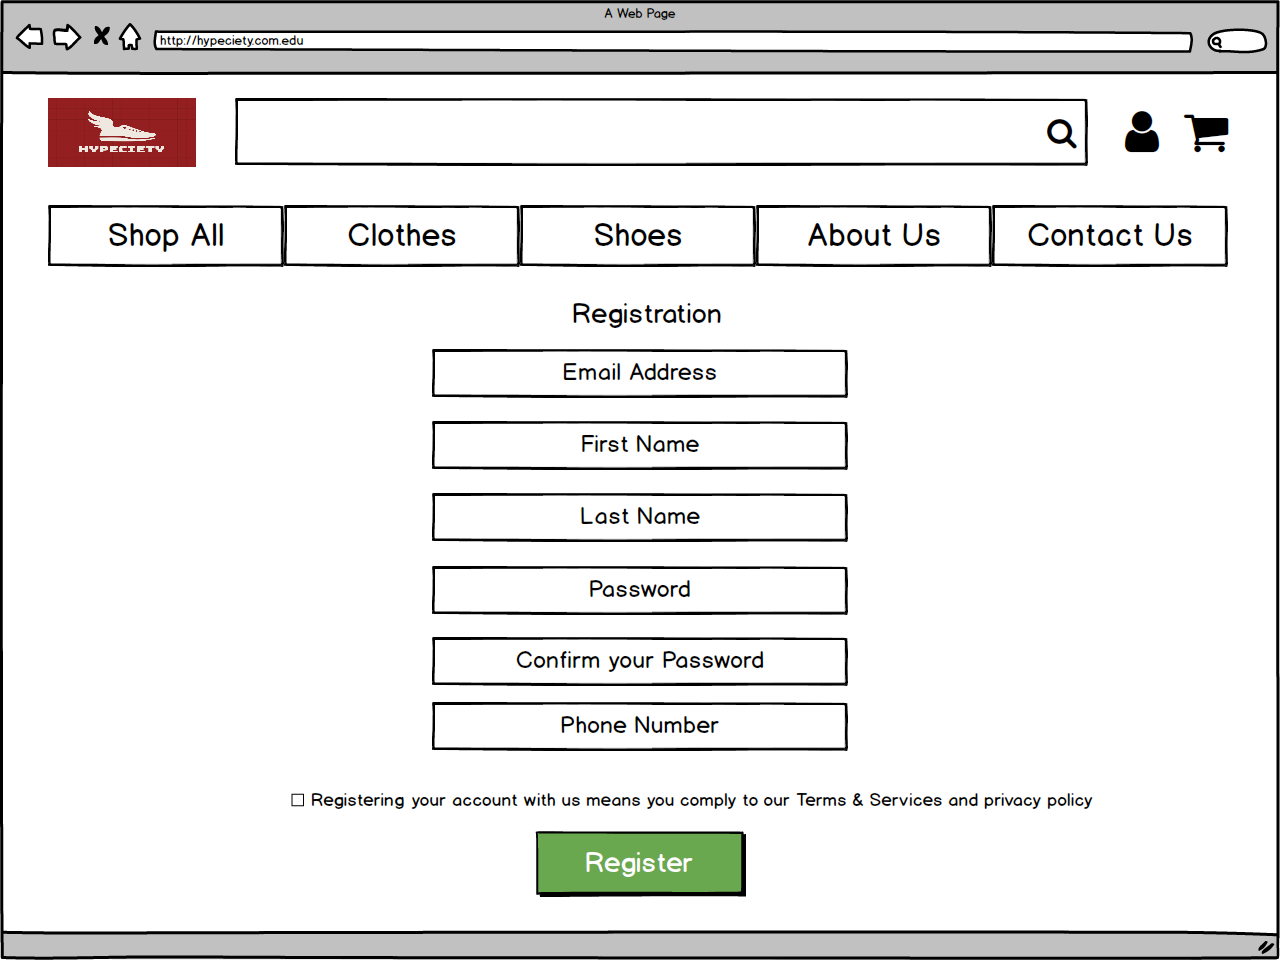 A Web Page
http://hypeciety.com.edu
HYPECIETY
Shop All
Clothes
Shoes
About Us
Contact Us
Registration
Email Address
First Name
Last Name
Password
Confirm your Password
Phone Number
Registering your account with us means you comply to our Terms & Services and privacy policy
Register